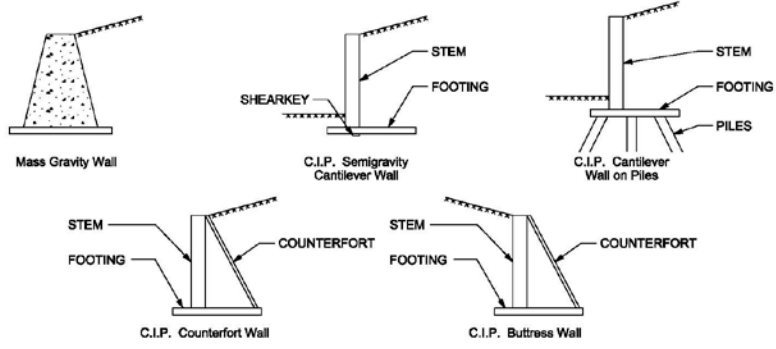 STEM
FOOTING
SHEARKEY
STEM
FOOTING
PILES
Mass Gravity Wall
C.I.P. Semigravity
Cantilever Wall
C.I.P. Cantilever
Wall on Piles
STEM
FOOTING
COUNTERFORT
STEM
FOOTING
COUNTERFORT
C.I.P. Counterfort Wall
C.I.P. Buttress Wall